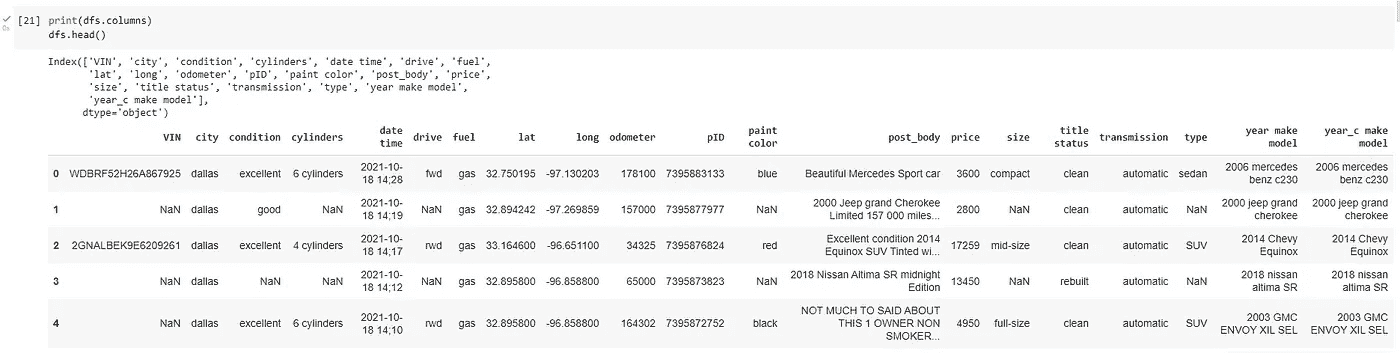 [21] print(dfs.columns)
0s
dfs.head()
Index(['VIN', 'city', 'condition', 'cylinders', 'date time', 'drive', 'fuel',
'lat', 'long', 'odometer', 'pID', 'paint color', 'post_body', 'price',
'size', 'title status', 'transmission', 'type', 'year make model',
'year_c make model'],
dtype='object')
VIN city condition cylinders date time drive fuel lat long odometer pID paint color post_body price size title status transmission type year make model year_c make model
0 WDBRF52H26A867925 dallas excellent 6 cylinders 2021-10-18 14;28 fwd gas 32.750195 -97.130203 178100 7395883133 blue Beautiful Mercedes Sport car 3600 compact clean automatic sedan 2006 mercedes benz c230 2006 mercedes benz c230
1 NaN dallas good NaN 2021-10-18 14;19 NaN gas 32.894242 -97.269859 157000 7395877977 NaN 2000 Jeep grand Cherokee Limited 157 000 miles... 2800 NaN clean automatic NaN 2000 jeep grand cherokee 2000 jeep grand cherokee
2 2GNALBEK9E6209261 dallas excellent 4 cylinders 2021-10-18 14;17 rwd gas 33.164600 -96.651100 34325 7395876824 red Excellent condition 2014 Equinox SUV Tinted wi... 17259 mid-size clean automatic SUV 2014 Chevy Equinox 2014 Chevy Equinox
3 NaN dallas NaN NaN 2021-10-18 14;12 NaN gas 32.895800 -96.858800 65000 7395873823 NaN 2018 Nissan Altima SR midnight Edition 13450 NaN rebuilt automatic NaN 2018 nissan altima SR 2018 nissan altima SR
4 NaN dallas excellent 6 cylinders 2021-10-18 14;10 rwd gas 32.895800 -96.858800 164302 7395872752 black NOT MUCH TO SAID ABOUT THIS 1 OWNER NON SMOKER... 4950 full-size clean automatic SUV 2003 GMC ENVOY XIL SEL 2003 GMC ENVOY XIL SEL